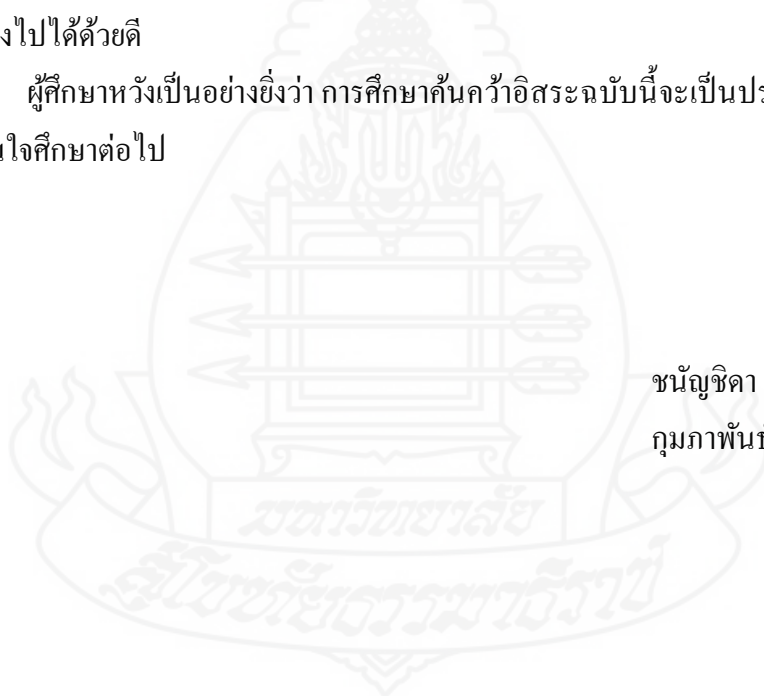 งไปได้ด้วยดี
ผู้ศึกษาหวังเป็นอย่างยิ่งว่า การศึกษาค้นคว้าอิสระฉบับนี้จะเป็นปร
นใจศึกษาต่อไป
ชนัญชิดา
กุมภาพันธ
มหาวิทยาลัย
สุโขทัยธรรมาธิราช